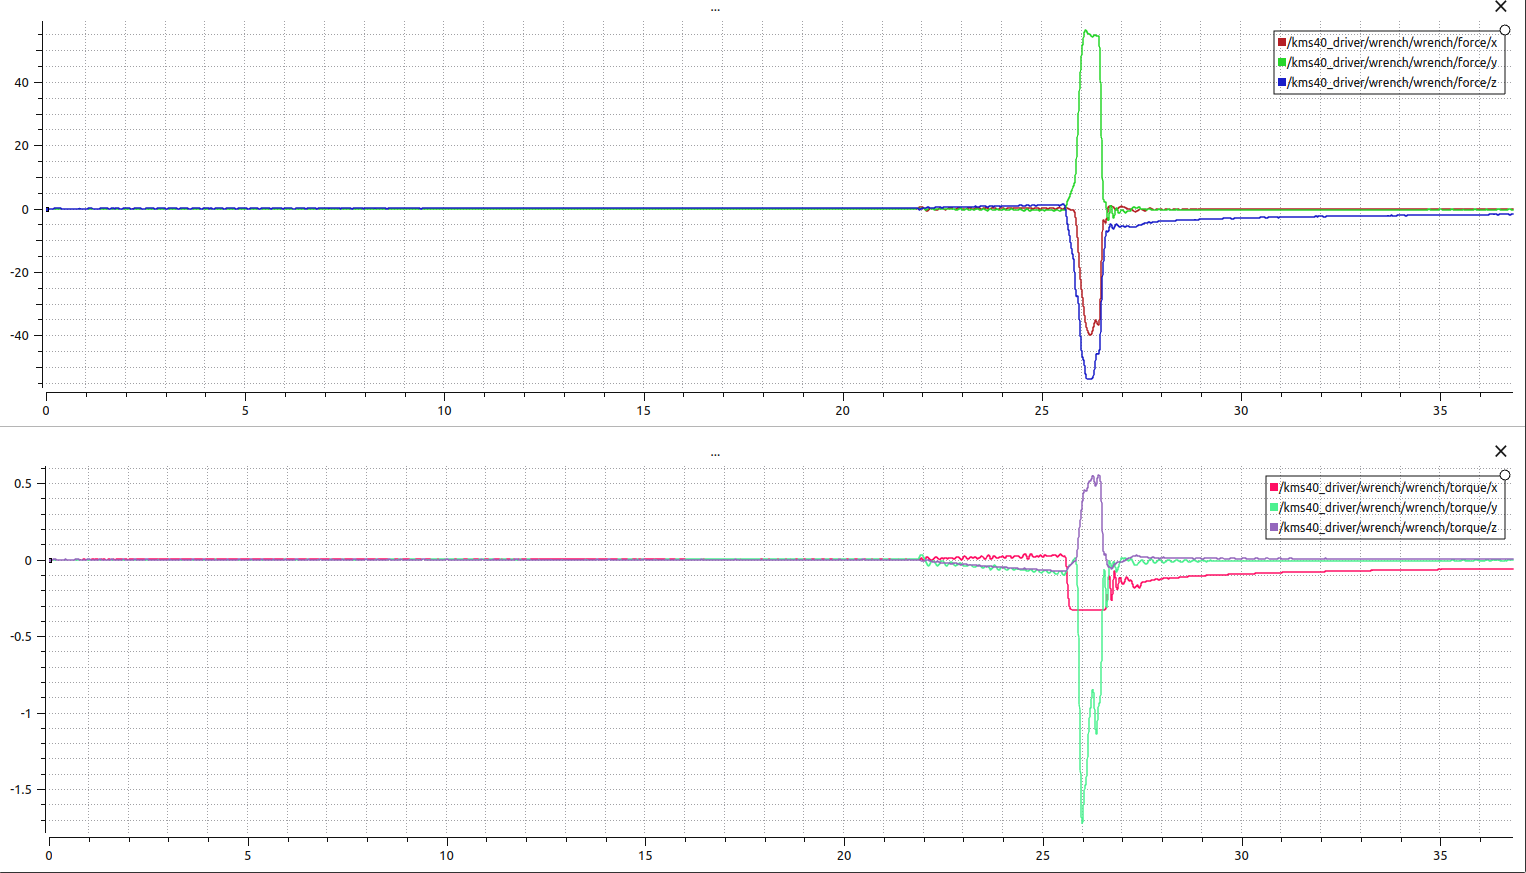 ...
/kms40_driver/wrench/wrench/force/x
/kms40_driver/wrench/wrench/force/y
/kms40_driver/wrench/wrench/force/z
40
20
0
-20
-40
0 5 10 15 20 25 30 35
...
/kms40_driver/wrench/wrench/torque/x
/kms40_driver/wrench/wrench/torque/y
/kms40_driver/wrench/wrench/torque/z
0.5
0
-0.5
-1
-1.5
0 5 10 15 20 25 30 35